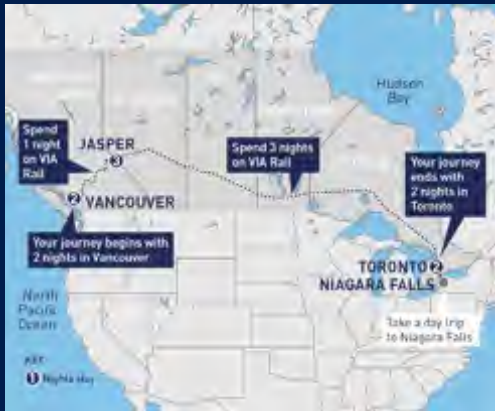 Hudson
Bay
Spend
1 night
on VIA
Rail
JASPER
3
Spend 3 nights
on VIA Rail
Your journey
ends with
2 nights in
Toronto
2 VANCOUVER
Your journey begins with
2 nights in Vancouver
TORONTO 2
NIAGARA FALLS
North
Pacific
Ocean
Take a day trip
to Niagara Falls
KEY
1 Nights stay